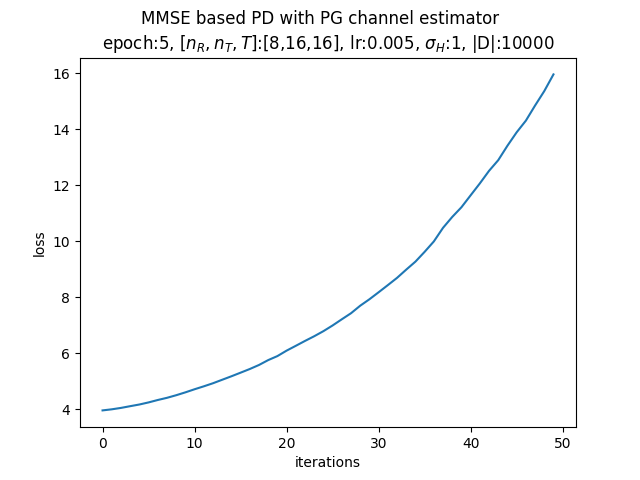 MMSE based PD with PG channel estimator
epoch:5, [n_R, n_T, T]:[8,16,16], lr:0.005, σ_H:1, |D|:10000
16
14
12
10
8
6
4
loss
0 10 20 30 40 50
iterations